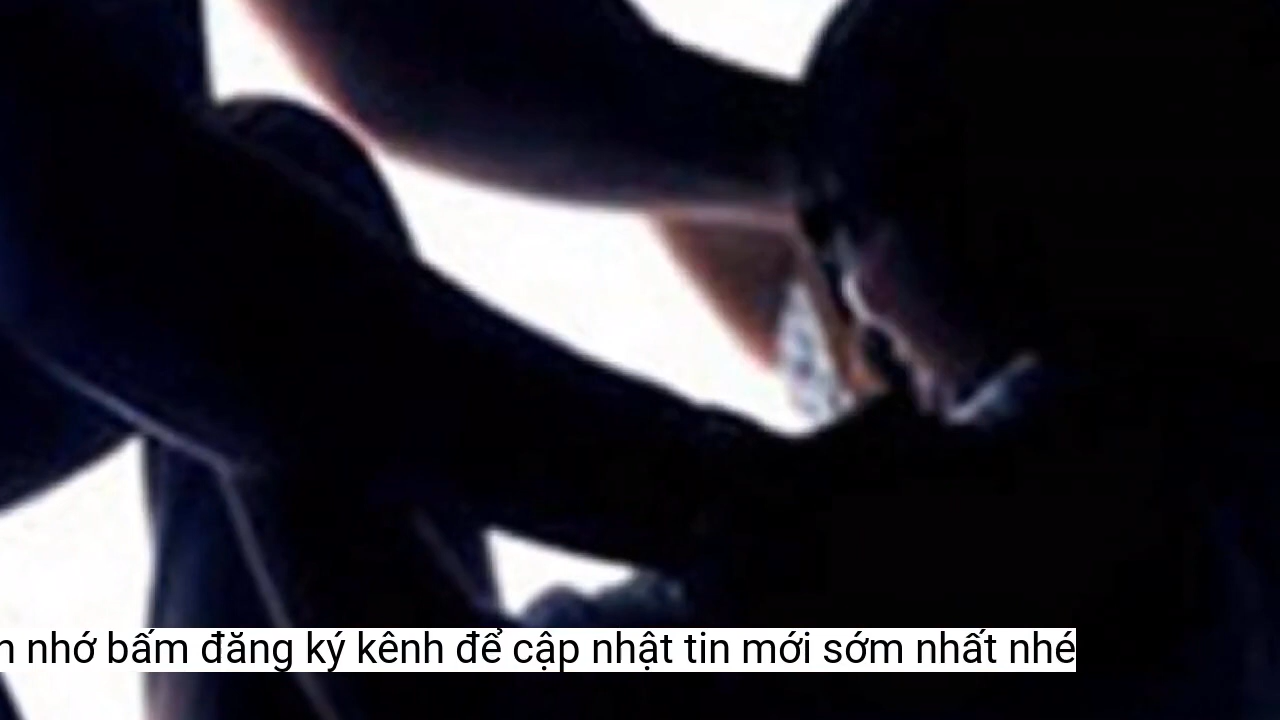 nhớ bấm đăng ký kênh để cập nhật tin mới sớm nhất nhé